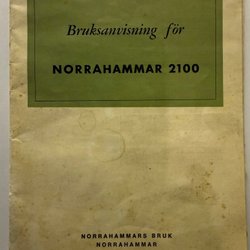 Bruksanvisning för
NORRAHAMMAR 2100
NORRAHAMMARS BRUK
NORRAHAMMAR